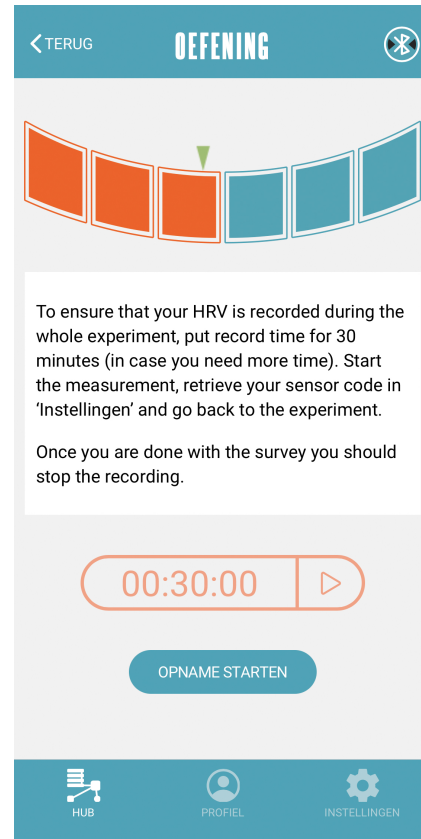 TERUG
OEFENING
To ensure that your HRV is recorded during the
whole experiment, put record time for 30
minutes (in case you need more time). Start
the measurement, retrieve your sensor code in
‘Instellingen’ and go back to the experiment.
Once you are done with the survey you should
stop the recording.
00:30:00
OPNAME STARTEN
HUB
PROFIEL
INSTELLINGEN